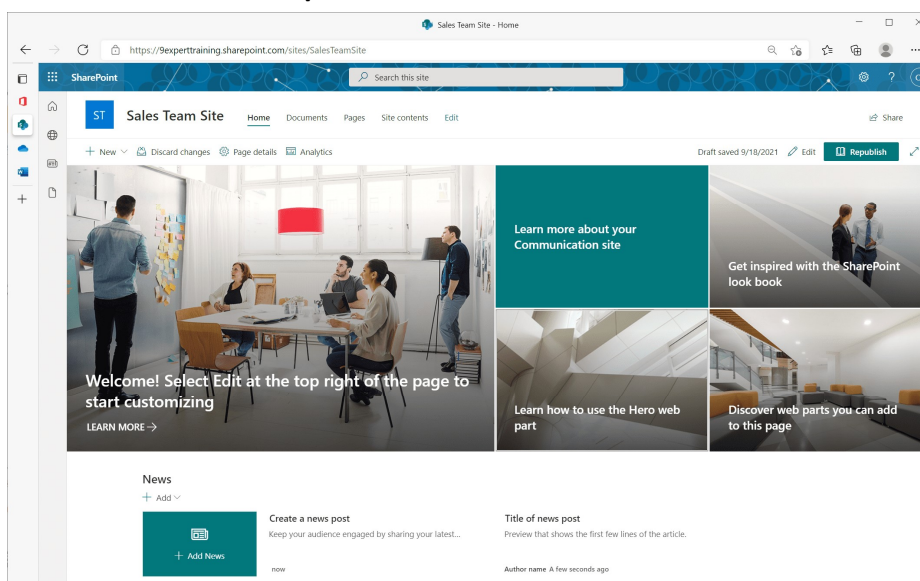 Sales Team Site - Home
https://9experttraining.sharepoint.com/sites/SalesTeamSite
SharePoint
Search this site
ST
Sales Team Site
Home Documents Pages Site contents Edit
Share
New Discard changes Page details Analytics
Draft saved 9/18/2021 Edit Republish
Welcome! Select Edit at the top right of the page to
start customizing
LEARN MORE
Learn more about your
Communication site
Get inspired with the SharePoint
look book
Learn how to use the Hero web
part
Discover web parts you can add
to this page
News
Add
Add News
Create a news post
Keep your audience engaged by sharing your latest...
now
Title of news post
Preview that shows the first few lines of the article.
Author name A few seconds ago